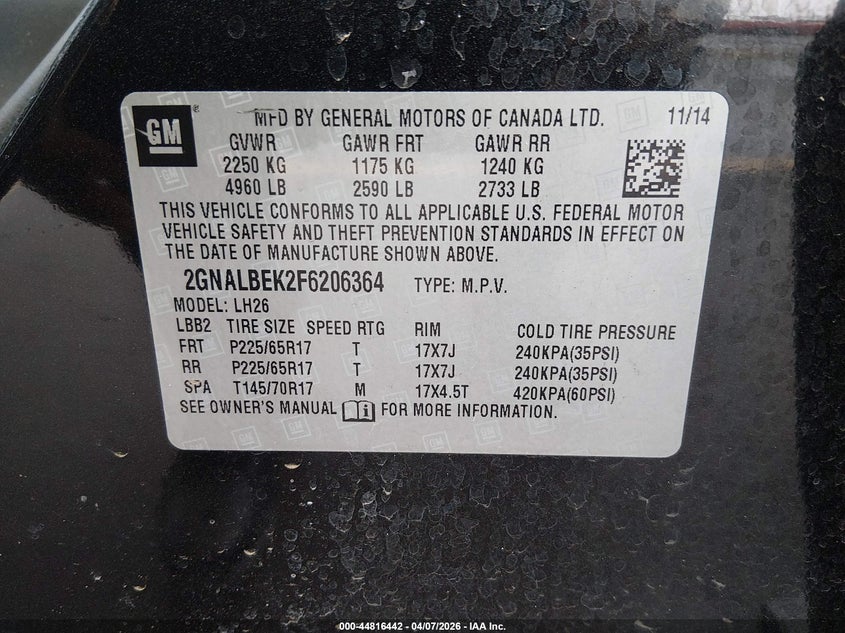 GM ® MFD BY GENERAL MOTORS OF CANADA LTD. 11/14
GVWR GAWR FRT GAWR RR
2250 KG 1175 KG 1240 KG
4960 LB 2590 LB 2733 LB
THIS VEHICLE CONFORMS TO ALL APPLICABLE U.S. FEDERAL MOTOR
VEHICLE SAFETY AND THEFT PREVENTION STANDARDS IN EFFECT ON
THE DATE OF MANUFACTURE SHOWN ABOVE.
2GNALBEK2F6206364 TYPE: M.P.V.
MODEL: LH26
LBB2 TIRE SIZE SPEED RTG RIM COLD TIRE PRESSURE
FRT P225/65R17 T 17X7J 240KPA(35PSI)
RR P225/65R17 T 17X7J 240KPA(35PSI)
SPA T145/70R17 M 17X4.5T 420KPA(60PSI)
SEE OWNER'S MANUAL FOR MORE INFORMATION.
000-44816442 - 04/07/2026 - IAA Inc.